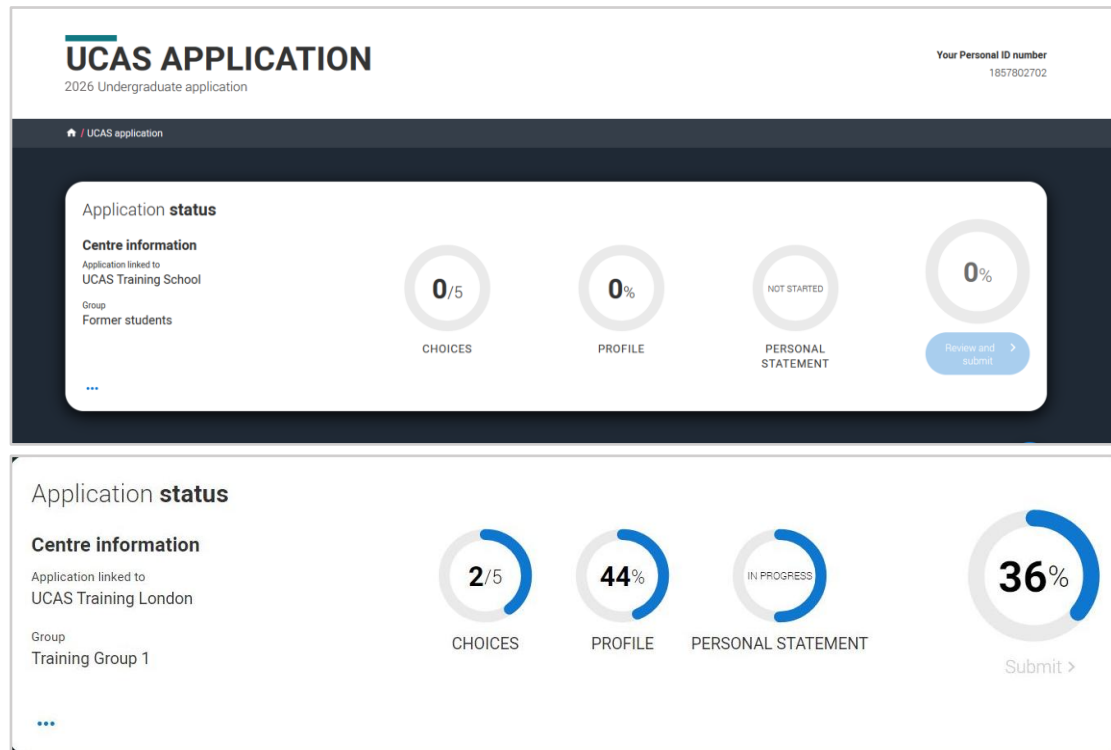 UCAS APPLICATION
2026 Undergraduate application
Your Personal ID number
1857802702
/ UCAS application
Application status
Centre information
Application linked to
UCAS Training School
Group
Former students
...
0/5
CHOICES
0%
PROFILE
NOT STARTED
PERSONAL
STATEMENT
0%
Review and
submit
Application status
Centre information
Application linked to
UCAS Training London
Group
Training Group 1
...
2/5
CHOICES
44%
PROFILE
IN PROGRESS
PERSONAL STATEMENT
36%
Submit >